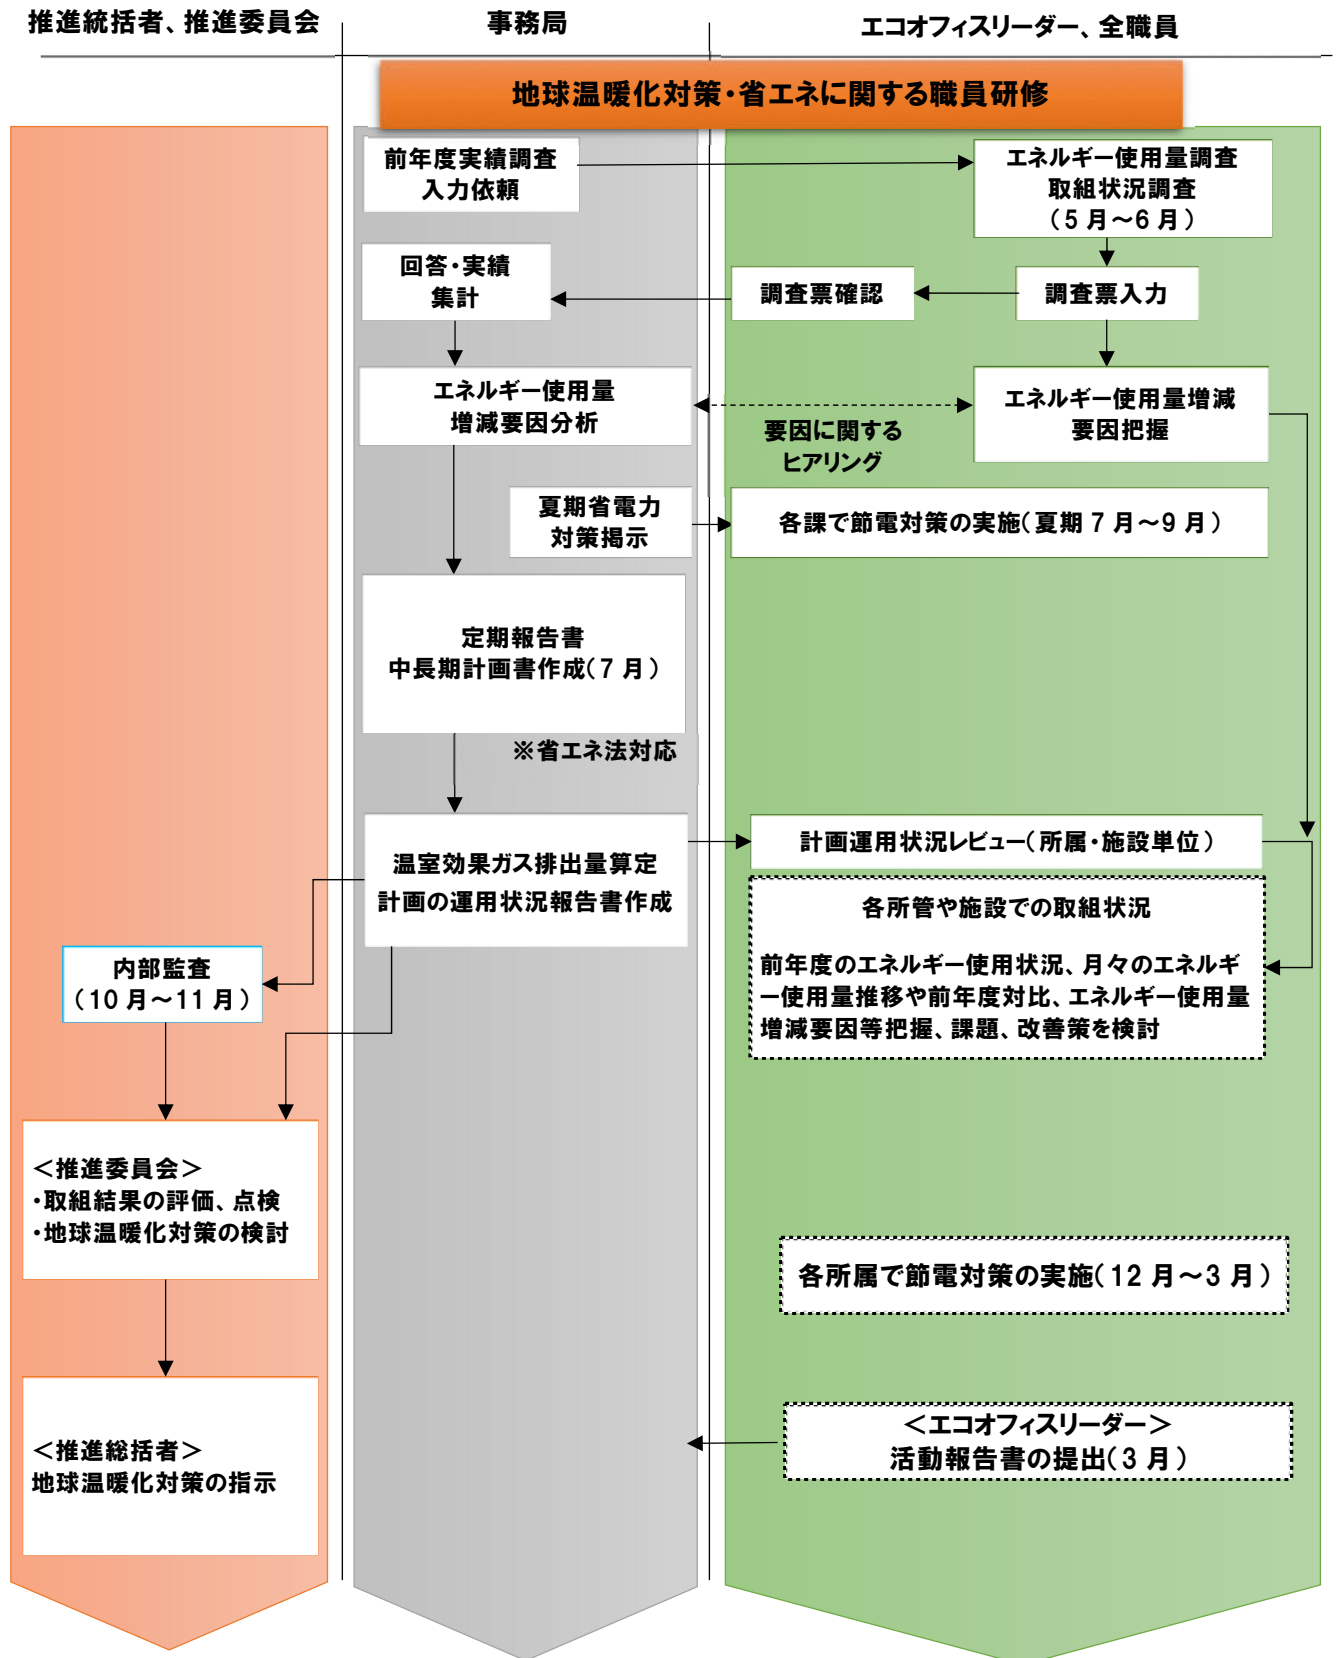 推進統括者、推進委員会
事務局
エコオフィスリーダー、全職員
地球温暖化対策・省エネに関する職員研修
前年度実績調査
入力依頼
エネルギー使用量調査
取組状況調査
（5月～6月）
回答・実績
集計
調査票確認
調査票入力
エネルギー使用量
増減要因分析
エネルギー使用量増減
要因把握
要因に関する
ヒアリング
夏期省電力
対策掲示
各課で節電対策の実施（夏期7月～9月）
定期報告書
中長期計画書作成（7月）
※省エネ法対応
温室効果ガス排出量算定
計画の運用状況報告書作成
計画運用状況レビュー（所属・施設単位）
各所管や施設での取組状況
前年度のエネルギー使用状況、月々のエネルギ
ー使用量推移や前年度対比、エネルギー使用量
増減要因等把握、課題、改善策を検討
内部監査
（10月～11月）
＜推進委員会＞
・取組結果の評価、点検
・地球温暖化対策の検討
各所属で節電対策の実施（12月～3月）
＜推進総括者＞
地球温暖化対策の指示
＜エコオフィスリーダー＞
活動報告書の提出（3月）